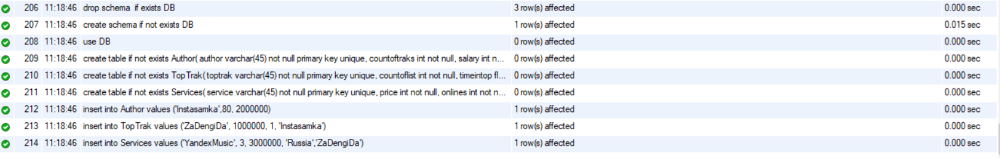 206 11:18:46 drop schema  if exists DB 3 row(s) affected 0.000 sec
207 11:18:46 create schema if not exists DB 1 row(s) affected 0.015 sec
208 11:18:46 use DB 0 row(s) affected 0.000 sec
209 11:18:46 create table if not exists Author( author varchar(45) not null primary key unique, countoftraks int not null, salary int n... 0 row(s) affected 0.000 sec
210 11:18:46 create table if not exists TopTrak( toptrak varchar(45) not null primary key unique, countoflist int not null, timeintop fl... 0 row(s) affected 0.000 sec
211 11:18:46 create table if not exists Services( service varchar(45) not null primary key unique, price int not null, onlines int not n... 0 row(s) affected 0.000 sec
212 11:18:46 insert into Author values ('Instasamka',80, 2000000) 1 row(s) affected 0.000 sec
213 11:18:46 insert into TopTrak values ('ZaDengiDa', 1000000, 1, 'Instasamka') 1 row(s) affected 0.000 sec
214 11:18:46 insert into Services values ('YandexMusic', 3, 3000000, 'Russia','ZaDengiDa') 1 row(s) affected 0.000 sec